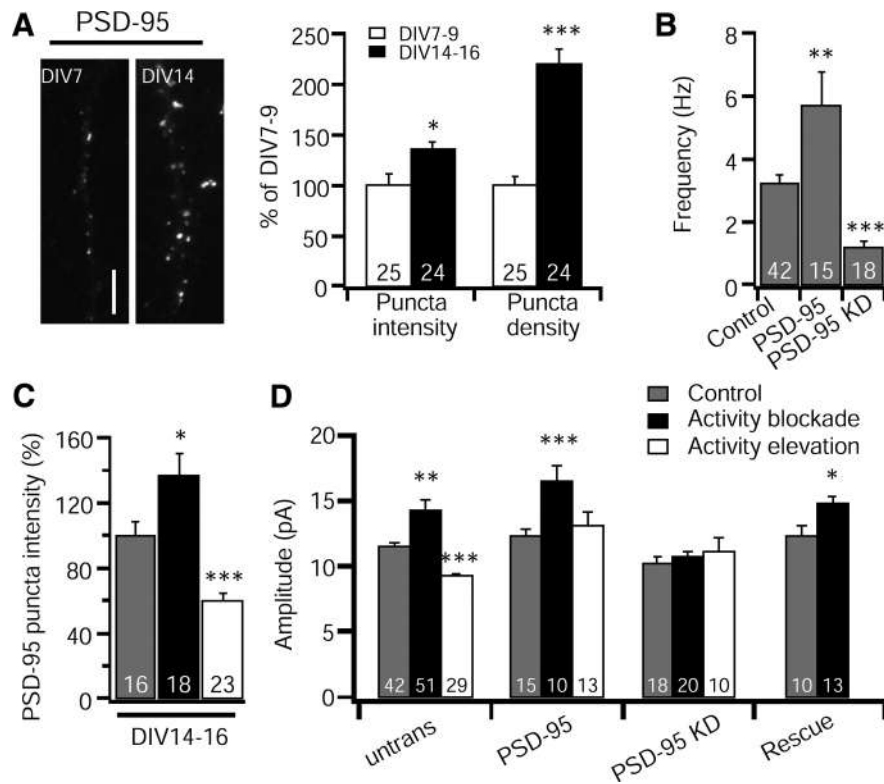 A
PSD-95
DIV7
DIV14
% of DIV7-9
250
200
150
100
50
0
DIV7-9
DIV14-16
*
***
25
24
25
24
Puncta intensity
Puncta density
B
Frequency (Hz)
8
6
4
2
0
**
***
42
15
18
Control
PSD-95
PSD-95 KD
C
PSD-95 puncta intensity (%)
160
120
80
40
0
*
***
16
18
23
DIV14-16
D
Control
Activity blockade
Activity elevation
Amplitude (pA)
20
15
10
5
0
**
***
***
*
42
51
29
15
10
13
18
20
10
10
13
untrans
PSD-95
PSD-95 KD
Rescue